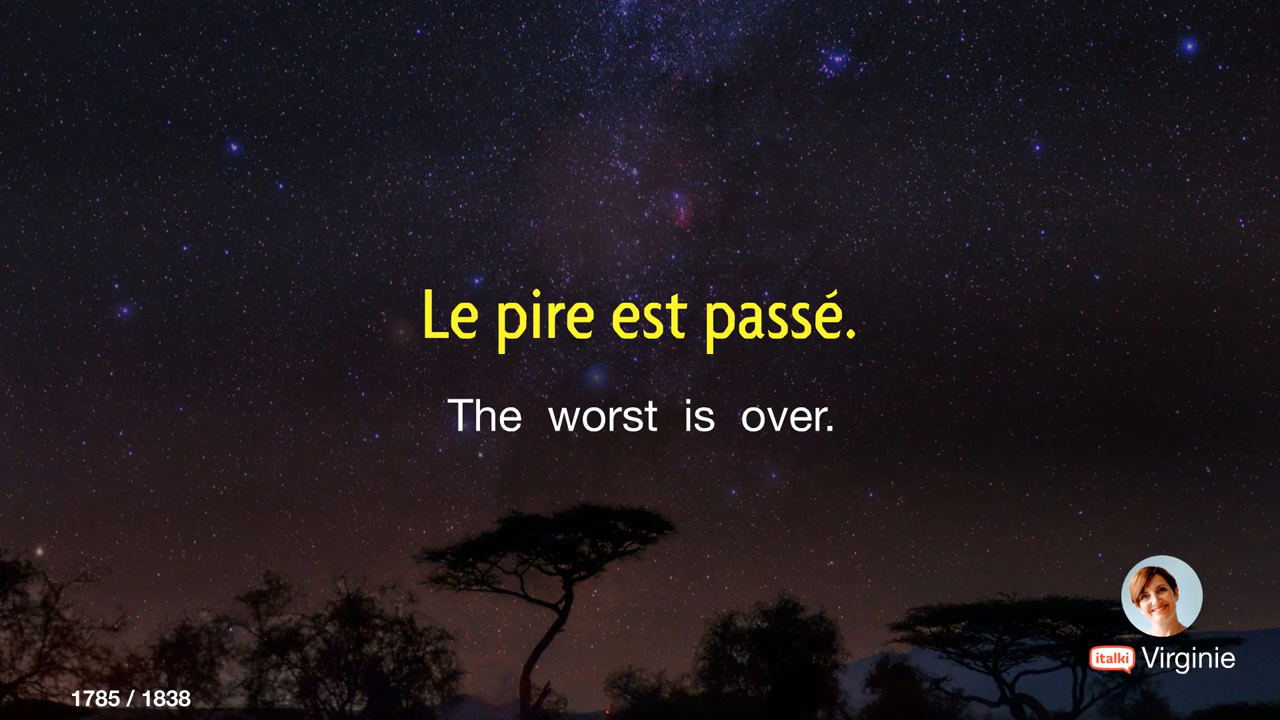 Le pire est passé.
The worst is over.
italki Virginie
1785 / 1838